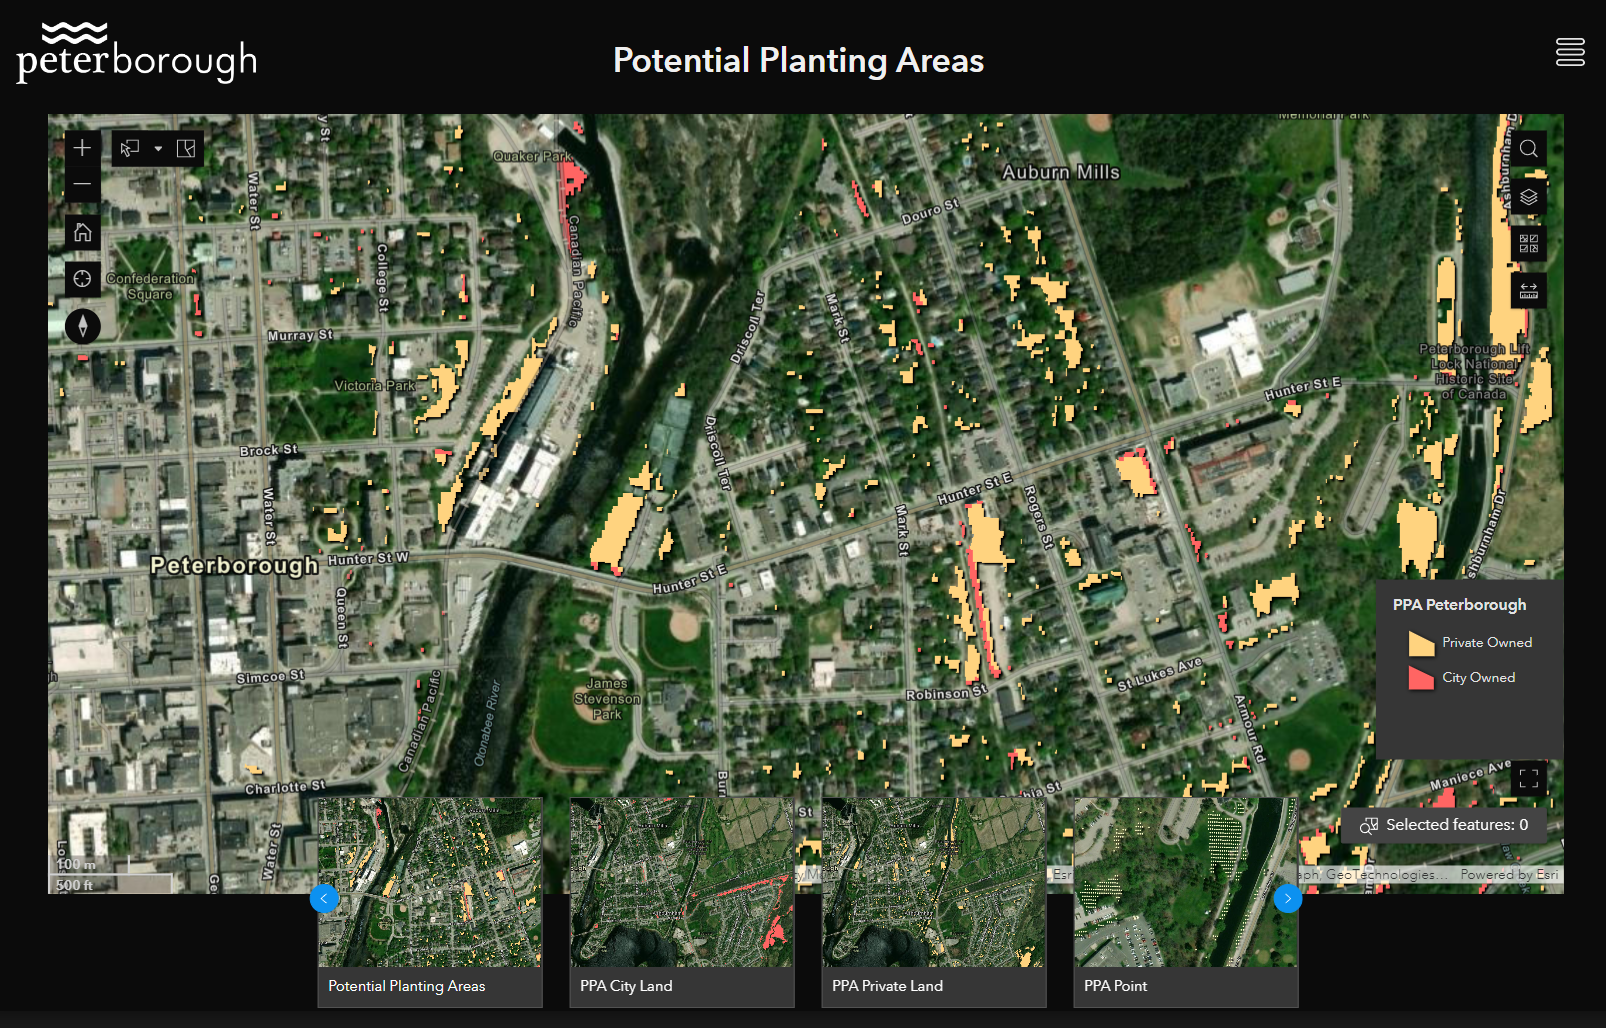 peterborough
Potential Planting Areas
Memorial Park
Quaker Park
Auburn Mills
Water St
Douro St
Canadian Pacific
College St
Confederation
Square
Murray St
Mark St
Driscoll Ter
Victoria Park
Peterborough Lift
Lock National
Historic Site
of Canada
Hunter St E
Brock St
Driscoll Ter
Hunter St E
Water St
Mark St
Rogers St
Ashburnham Dr
Peterborough
Hunter St W
Hunter St E
Queen St
PPA Peterborough
Private Owned
City Owned
Simcoe St
James
Stevenson
Park
Robinson St
St Lukes Ave
Canadian Pacific
Otonabee River
Armour Rd
Charlotte St
Maniece Ave
Water St
St
Selected features: 0
100 m
500 ft
Esri
aph, GeoTechnologies...
Powered by Esri
Potential Planting Areas
PPA City Land
PPA Private Land
PPA Point